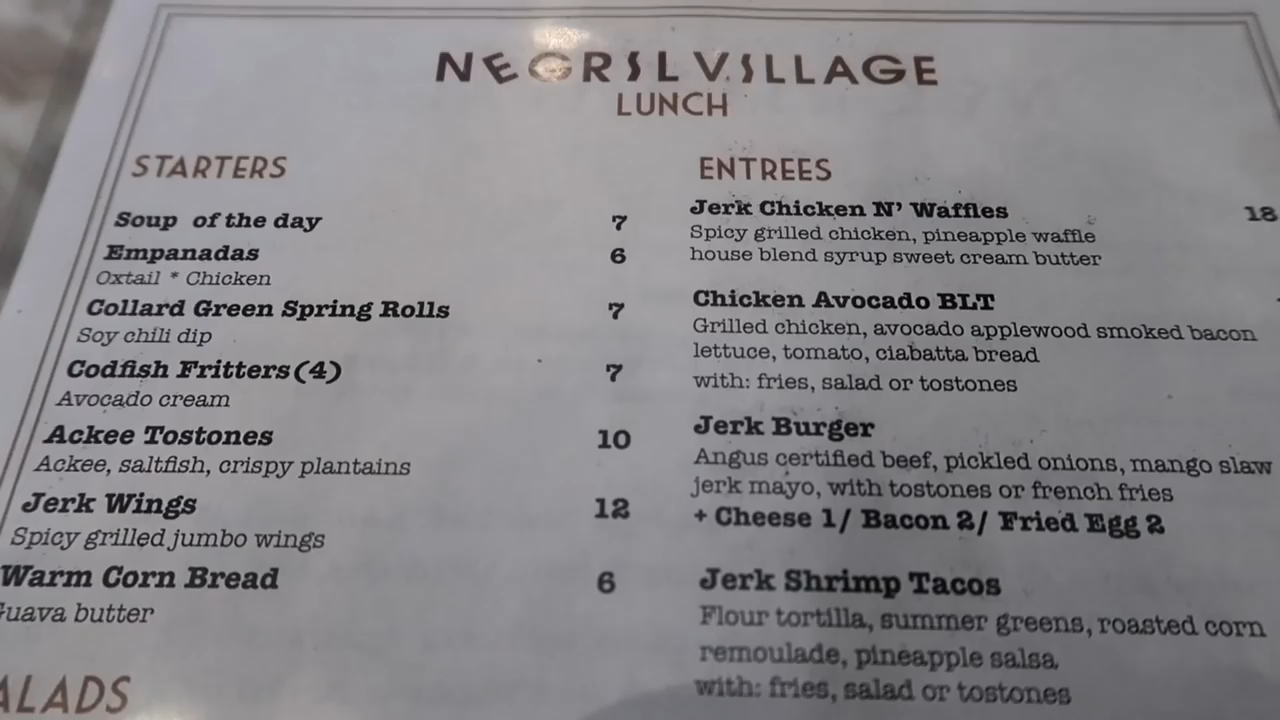 NEGRIL VILLAGE
LUNCH
STARTERS
Soup of the day 7
Empanadas 6
Oxtail * Chicken
Collard Green Spring Rolls 7
Soy chili dip
Codfish Fritters(4) 7
Avocado cream
Ackee Tostones 10
Ackee, saltfish, crispy plantains
Jerk Wings 12
Spicy grilled jumbo wings
Warm Corn Bread 6
Guava butter
ALADS
ENTREES
Jerk Chicken N' Waffles 18
Spicy grilled chicken, pineapple waffle
house blend syrup sweet cream butter
Chicken Avocado BLT
Grilled chicken, avocado applewood smoked bacon
lettuce, tomato, ciabatta bread
with: fries, salad or tostones
Jerk Burger
Angus certified beef, pickled onions, mango slaw
jerk mayo, with tostones or french fries
+ Cheese 1/ Bacon 2/ Fried Egg 2
Jerk Shrimp Tacos
Flour tortilla, summer greens, roasted corn
remoulade, pineapple salsa.
with: fries, salad or tostones